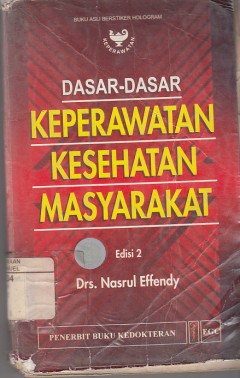 BUKU ASLI BERSTIKER HOLOGRAM
KEPERAWATAN
DASAR-DASAR
KEPERAWATAN
KESEHATAN
MASYARAKAT
Edisi 2
Drs. Nasrul Effendy
PENERBIT BUKU KEDOKTERAN
EGC